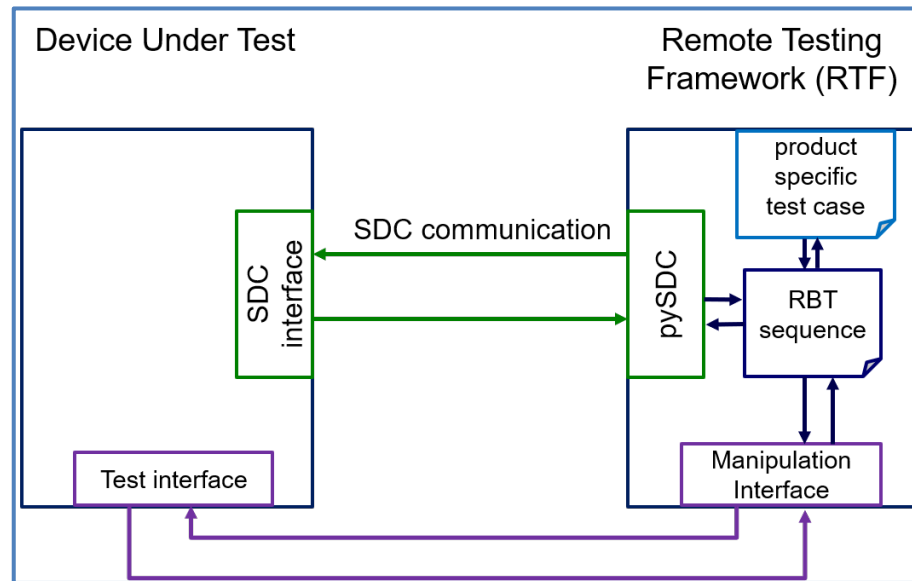 Device Under Test
Remote Testing
Framework (RTF)
product
specific
test case
SDC communication
SDC
interface
pySDC
RBT
sequence
Test interface
Manipulation
Interface